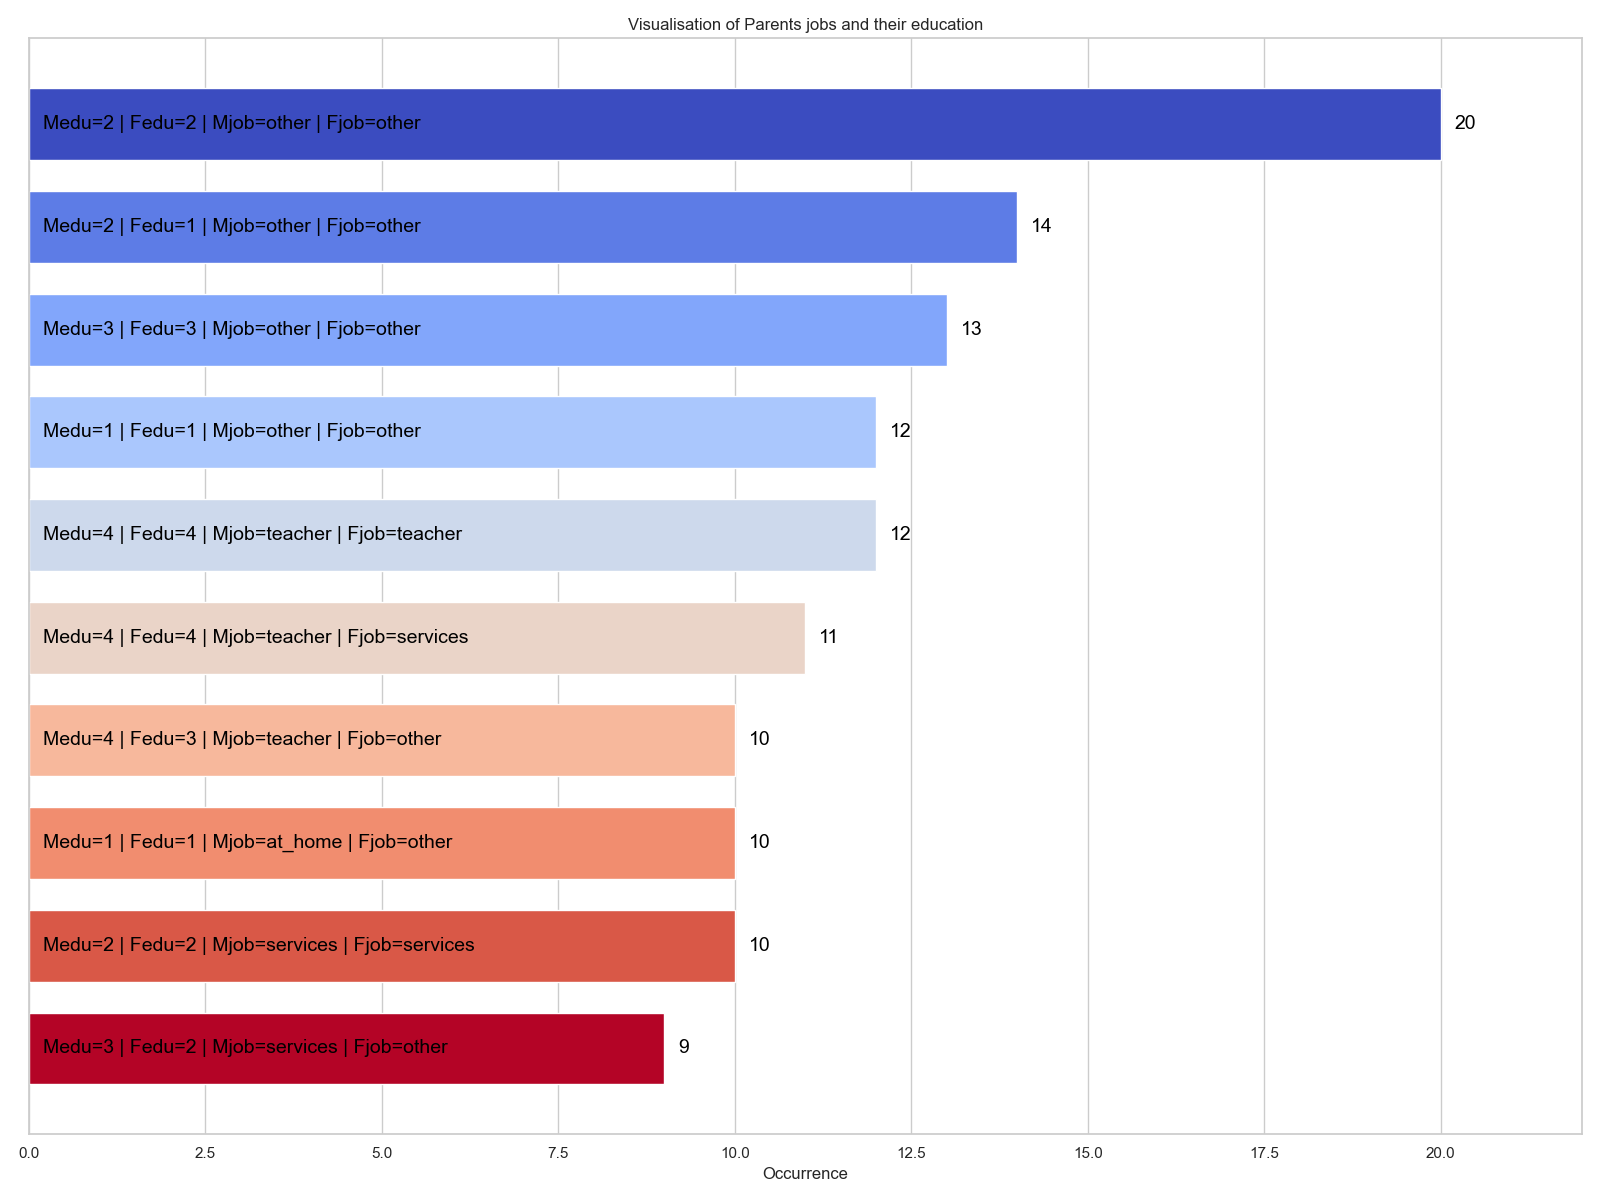 Visualisation of Parents jobs and their education
Medu=2 | Fedu=2 | Mjob=other | Fjob=other 20
Medu=2 | Fedu=1 | Mjob=other | Fjob=other 14
Medu=3 | Fedu=3 | Mjob=other | Fjob=other 13
Medu=1 | Fedu=1 | Mjob=other | Fjob=other 12
Medu=4 | Fedu=4 | Mjob=teacher | Fjob=teacher 12
Medu=4 | Fedu=4 | Mjob=teacher | Fjob=services 11
Medu=4 | Fedu=3 | Mjob=teacher | Fjob=other 10
Medu=1 | Fedu=1 | Mjob=at_home | Fjob=other 10
Medu=2 | Fedu=2 | Mjob=services | Fjob=services 10
Medu=3 | Fedu=2 | Mjob=services | Fjob=other 9
0.0 2.5 5.0 7.5 10.0 12.5 15.0 17.5 20.0
Occurrence